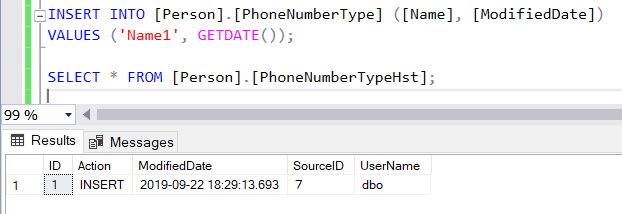 INSERT INTO [Person].[PhoneNumberType] ([Name], [ModifiedDate])
VALUES ('Name1', GETDATE());
SELECT * FROM [Person].[PhoneNumberTypeHst];
99 %
Results Messages
ID Action ModifiedDate SourceID UserName
1 1 INSERT 2019-09-22 18:29:13.693 7 dbo